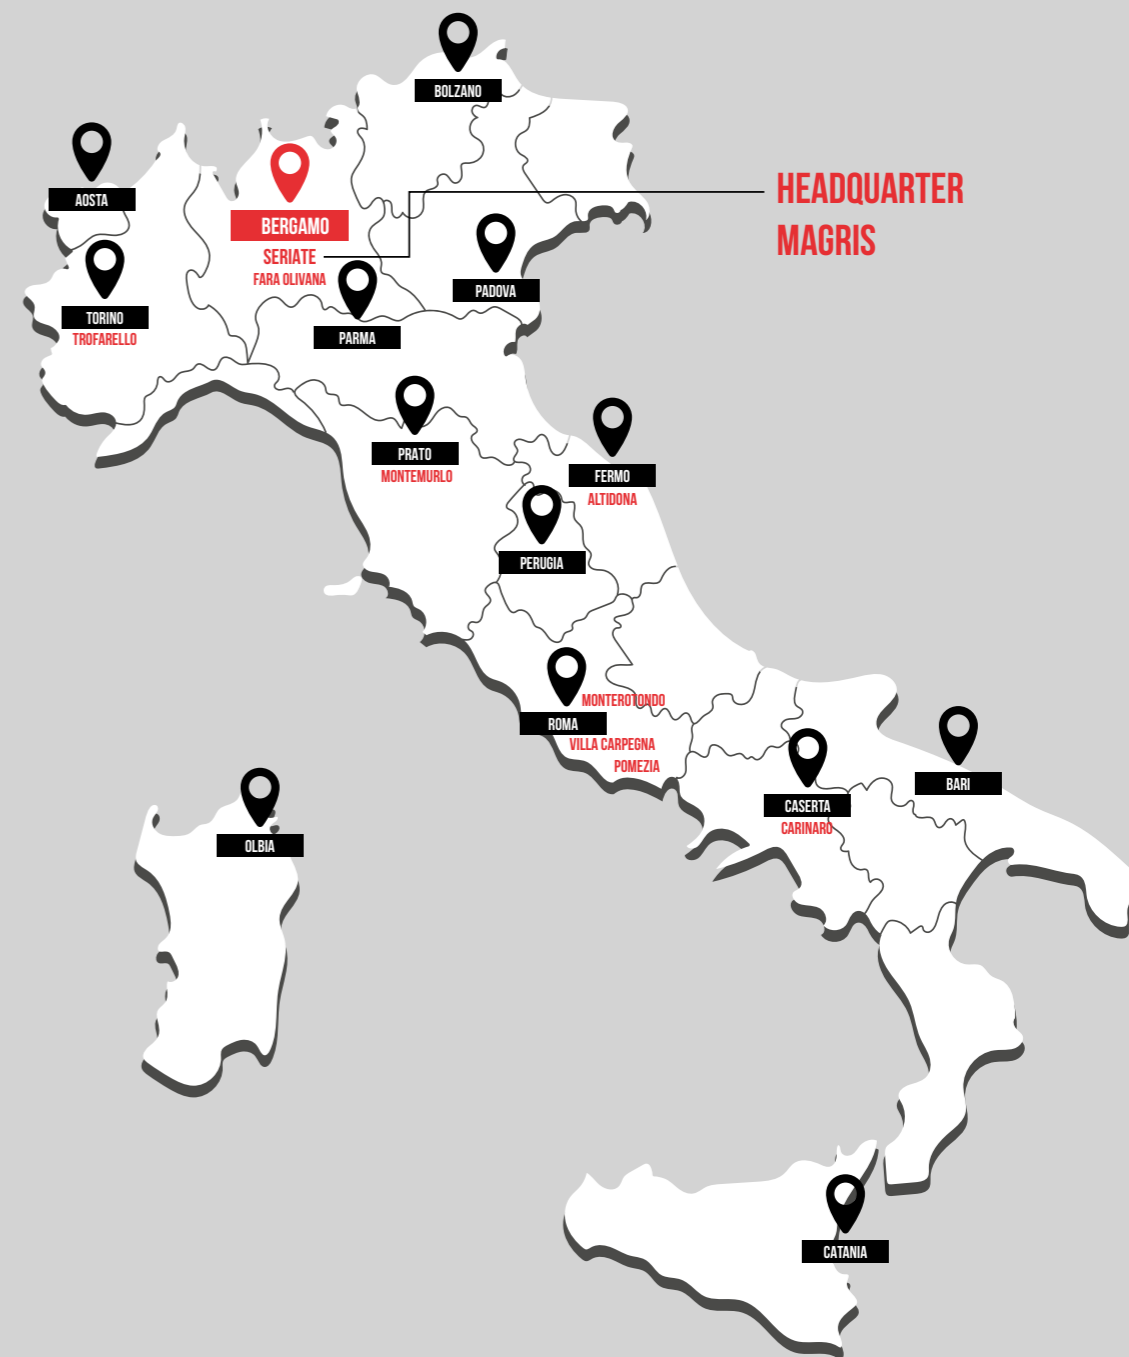 BOLZANO
AOSTA
BERGAMO
SERIATE
FARA OLIVANA
HEADQUARTER
MAGRIS
PADOVA
TORINO
TROFARELLO
PARMA
PRATO
MONTEMURLO
FERMO
ALTIDONA
PERUGIA
MONTEROTONDO
ROMA
VILLA CARPEGNA
POMEZIA
BARI
CASERTA
CARINARO
OLBIA
CATANIA